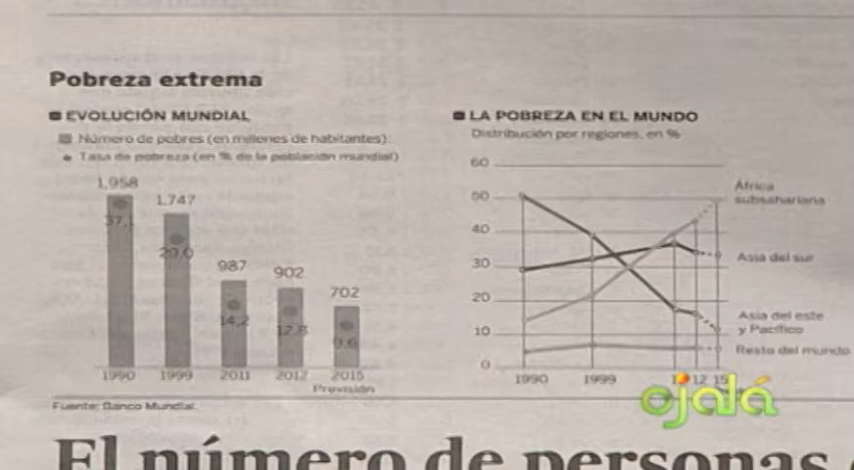 Pobreza extrema
EVOLUCIÓN MUNDIAL
Número de pobres (en millones de habitantes)
Tasa de pobreza (en % de la población mundial)
1.958
1.747
987
902
702
37,1
29,0
14,2
12,8
9,6
1990 1999 2011 2012 2015
Previsión
Fuente: Banco Mundial.
LA POBREZA EN EL MUNDO
Distribución por regiones, en %
60
50
40
30
20
10
0
África
subsahariana
Asia del sur
Asia del este
y Pacífico
Resto del mundo
1990 1999 12 15
ojalá
El número de personas